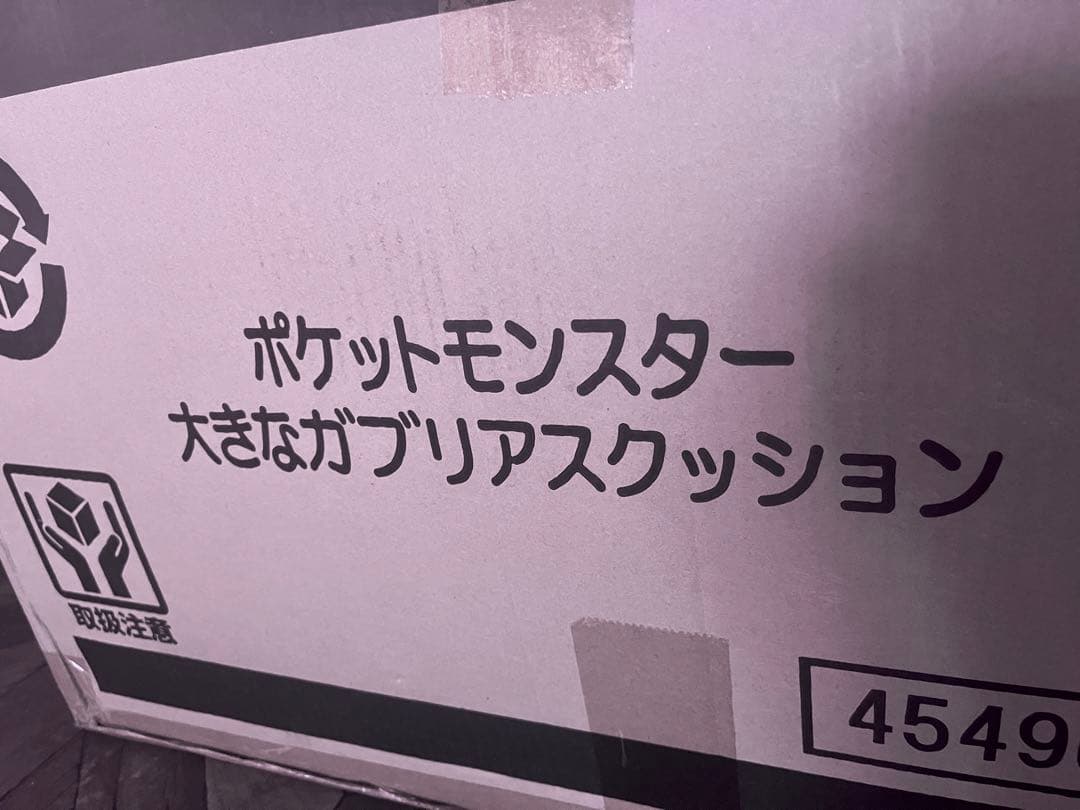 ポケットモンスター
大きなガブリアスクッション
取扱注意
4549